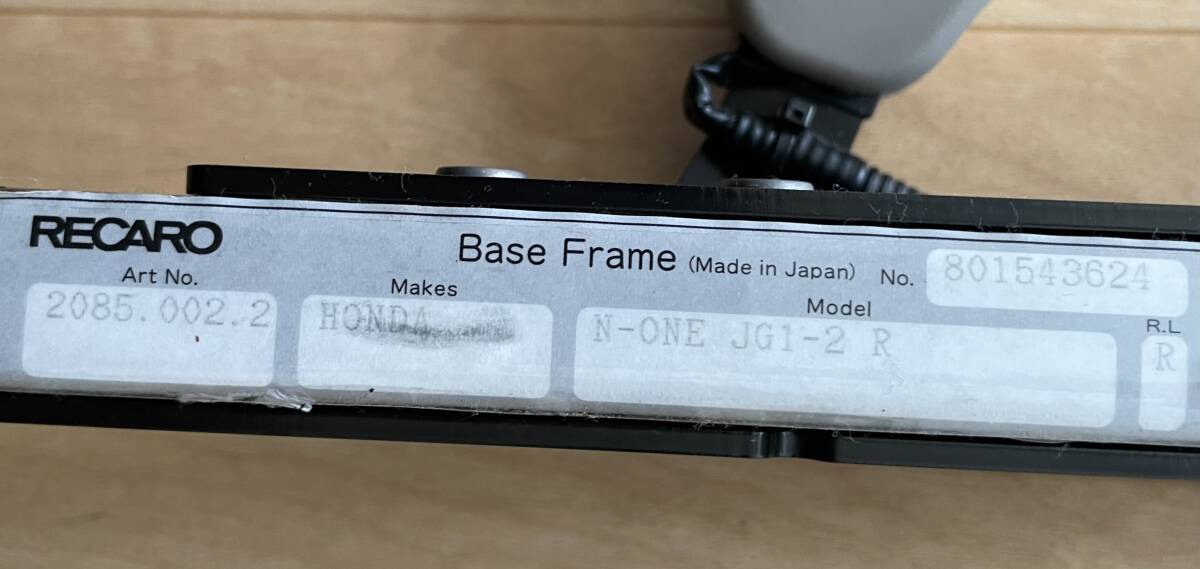 RECARO
Base Frame (Made in Japan) No. 801543624
Art No. Makes Model R.L
2085.002.2 HONDA N-ONE JG1-2 R R